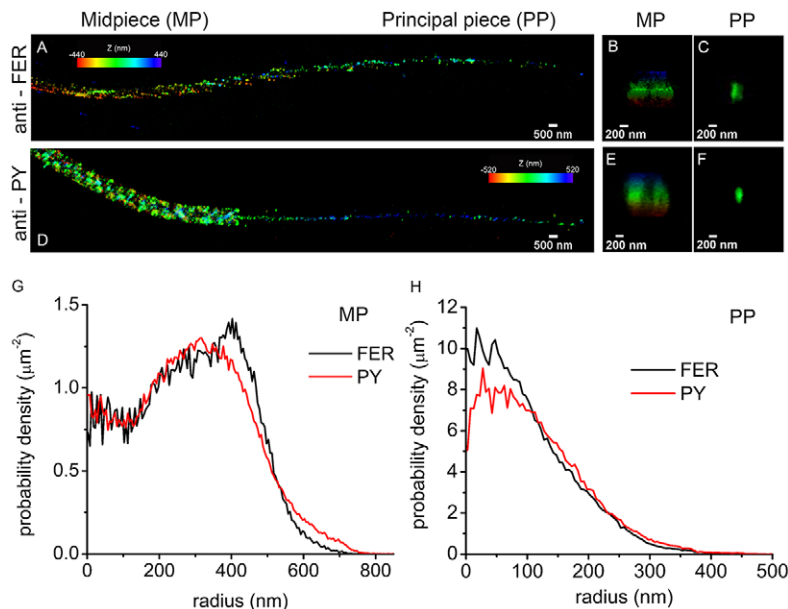 Midpiece (MP)
Principal piece (PP)
MP
PP
anti - FER
A
Z (nm)
-440
440
500 nm
B
200 nm
C
200 nm
anti - PY
D
Z (nm)
-520
520
500 nm
E
200 nm
F
200 nm
G
MP
FER
PY
probability density (μm⁻²)
1.5
1.0
0.5
0.0
0 200 400 600 800
radius (nm)
H
PP
FER
PY
probability density (μm⁻²)
12
10
8
6
4
2
0
0 100 200 300 400 500
radius (nm)